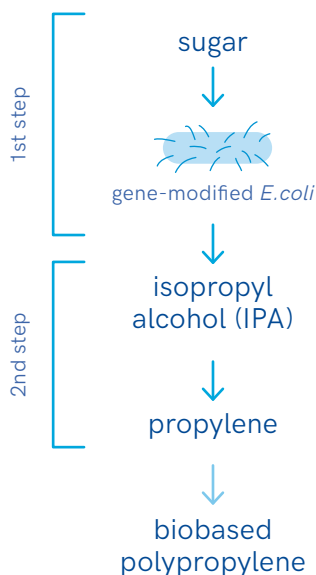 1st step
sugar
gene-modified E.coli
2nd step
isopropyl
alcohol (IPA)
propylene
biobased
polypropylene